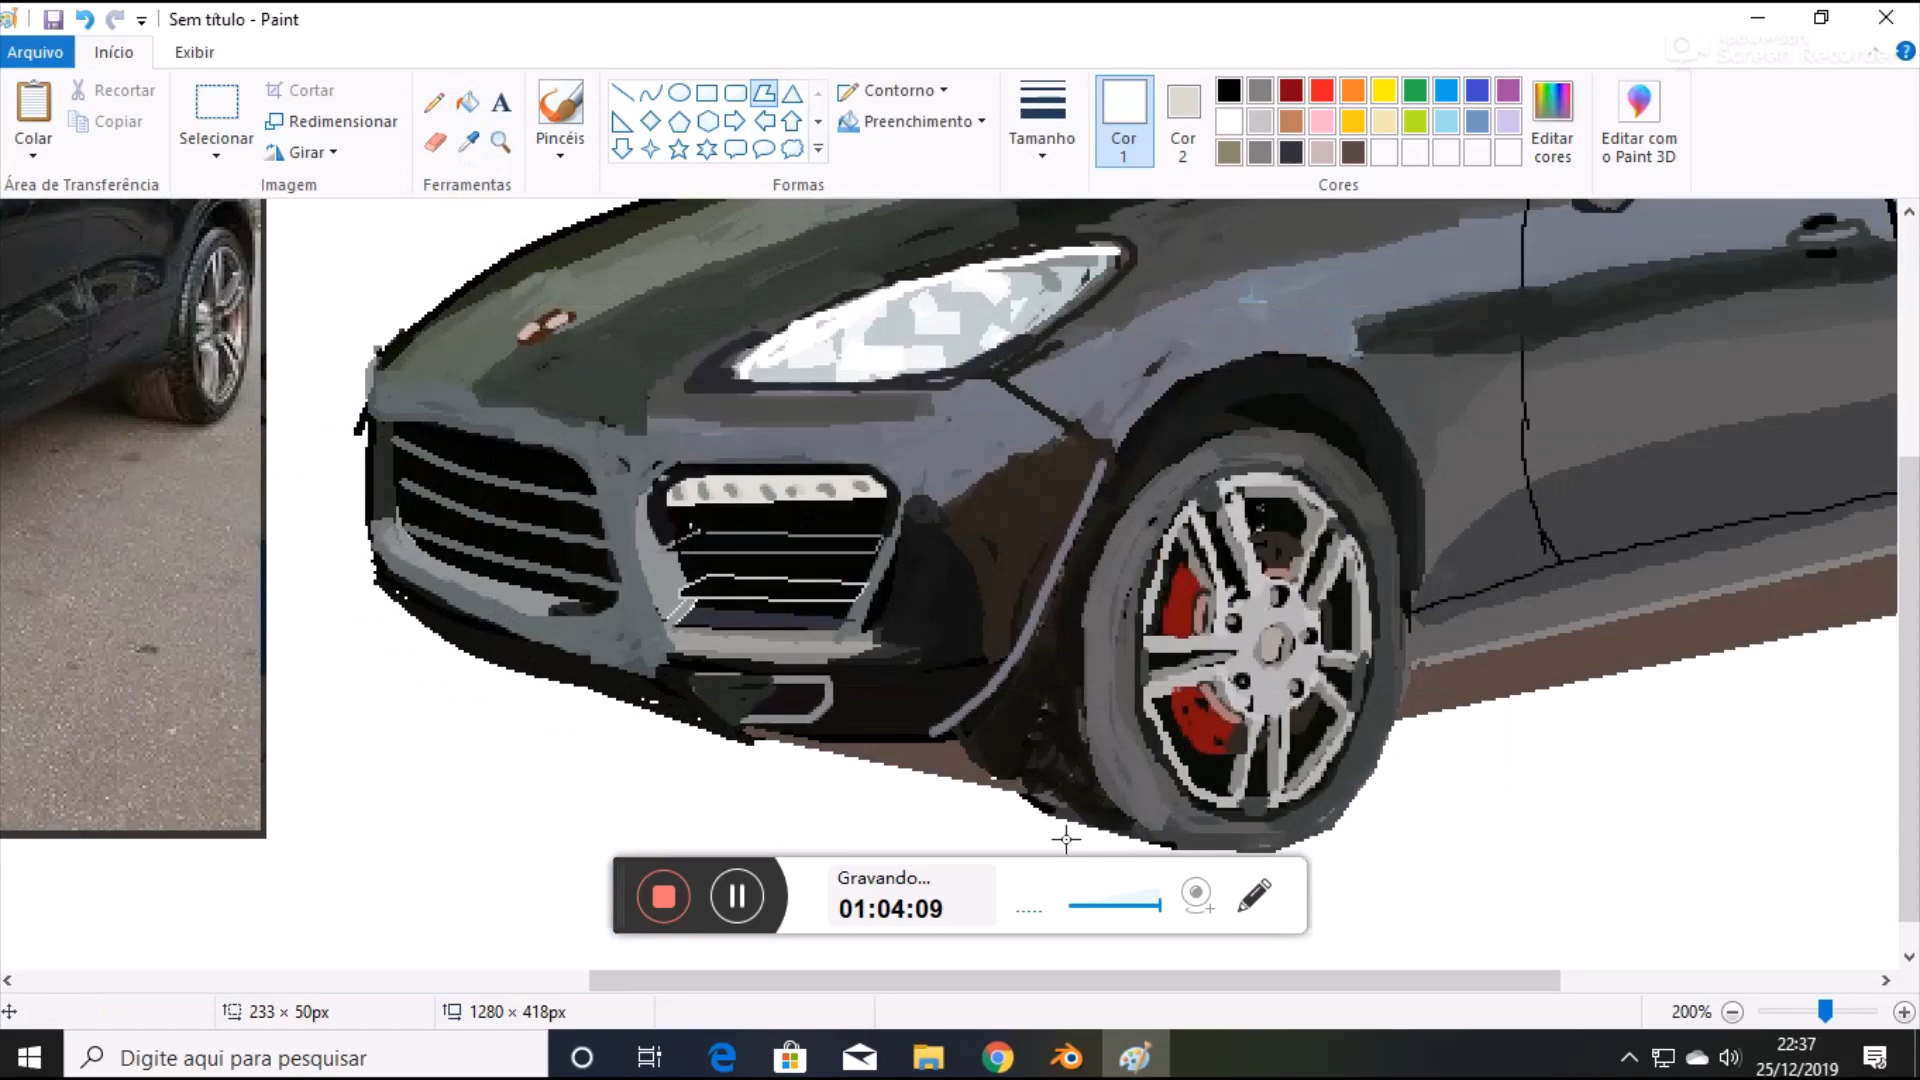 Sem título - Paint
Arquivo
Início
Exibir
Colar
Recortar
Copiar
Área de Transferência
Selecionar
Cortar
Redimensionar
Girar
Imagem
A
Ferramentas
Pincéis
Formas
Contorno
Preenchimento
Tamanho
Cor
1
Cor
2
Cores
Editar
cores
Editar com
o Paint 3D
Screen Recorder
Gravando...
01:04:09
233 × 50px
1280 × 418px
200%
Digite aqui para pesquisar
22:37
25/12/2019